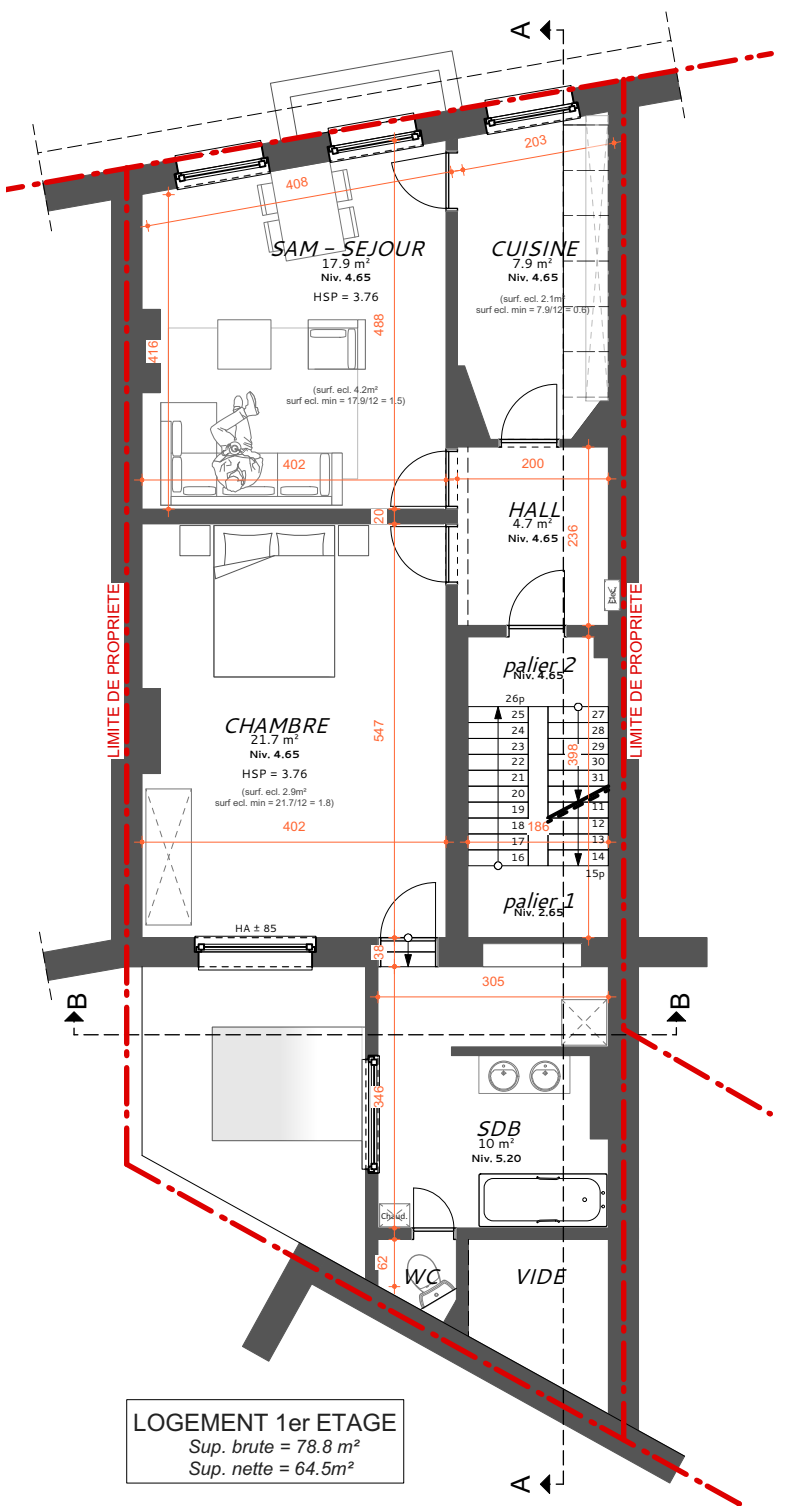 A
203
408
SAM – SEJOUR
17.9 m²
Niv. 4.65
HSP = 3.76
CUISINE
7.9 m²
Niv. 4.65
(surf. ecl. 2.1m²
surf ecl. min = 7.9/12 = 0.6)
488
416
(surf. ecl. 4.2m²
surf ecl. min = 17.9/12 = 1.5)
402
200
20
HALL
4.7 m²
Niv. 4.65
236
Elec.
LIMITE DE PROPRIETE
LIMITE DE PROPRIETE
palier 2
Niv. 4.65
26p
25
24
23
22
21
20
19
18
17
16
27
28
29
30
31
11
12
13
14
15p
398
186
CHAMBRE
21.7 m²
Niv. 4.65
HSP = 3.76
(surf. ecl. 2.9m²
surf ecl. min = 21.7/12 = 1.8)
547
402
palier 1
Niv. 2.65
HA ± 85
38
305
B
B
346
SDB
10 m²
Niv. 5.20
Chaud.
62
WC
VIDE
LOGEMENT 1er ETAGE
Sup. brute = 78.8 m²
Sup. nette = 64.5m²
A